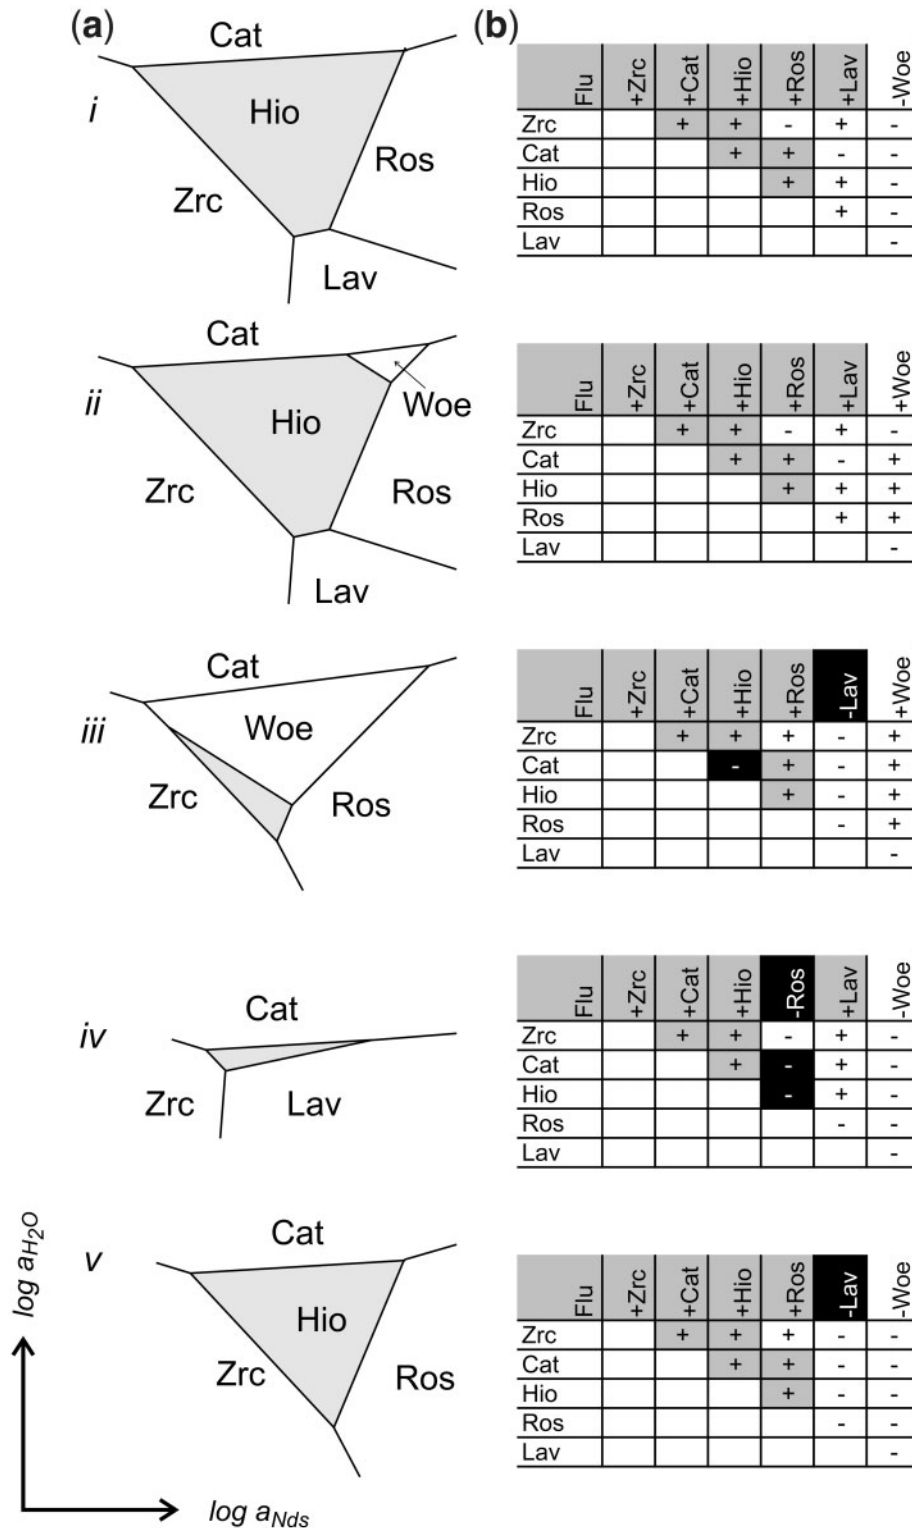 (a)
(b)
Cat
i
Hio
Ros
Zrc
Lav
Flu +Zrc +Cat +Hio +Ros +Lav -Woe
Zrc + + - + -
Cat + + - -
Hio + + -
Ros + -
Lav -
Cat
ii
Woe
Hio
Zrc
Ros
Lav
Flu +Zrc +Cat +Hio +Ros +Lav +Woe
Zrc + + - + -
Cat + + - +
Hio + + +
Ros + +
Lav -
Cat
iii
Woe
Zrc
Ros
Flu +Zrc +Cat +Hio +Ros -Lav +Woe
Zrc + + + - +
Cat - + - +
Hio + - +
Ros - +
Lav -
Cat
iv
Zrc
Lav
Flu +Zrc +Cat +Hio -Ros +Lav -Woe
Zrc + + - + -
Cat + - + -
Hio - + -
Ros - -
Lav -
Cat
v
Hio
Zrc
Ros
Flu +Zrc +Cat +Hio +Ros -Lav -Woe
Zrc + + + - -
Cat + + - -
Hio + - -
Ros - -
Lav -
log aH2O
log aNds